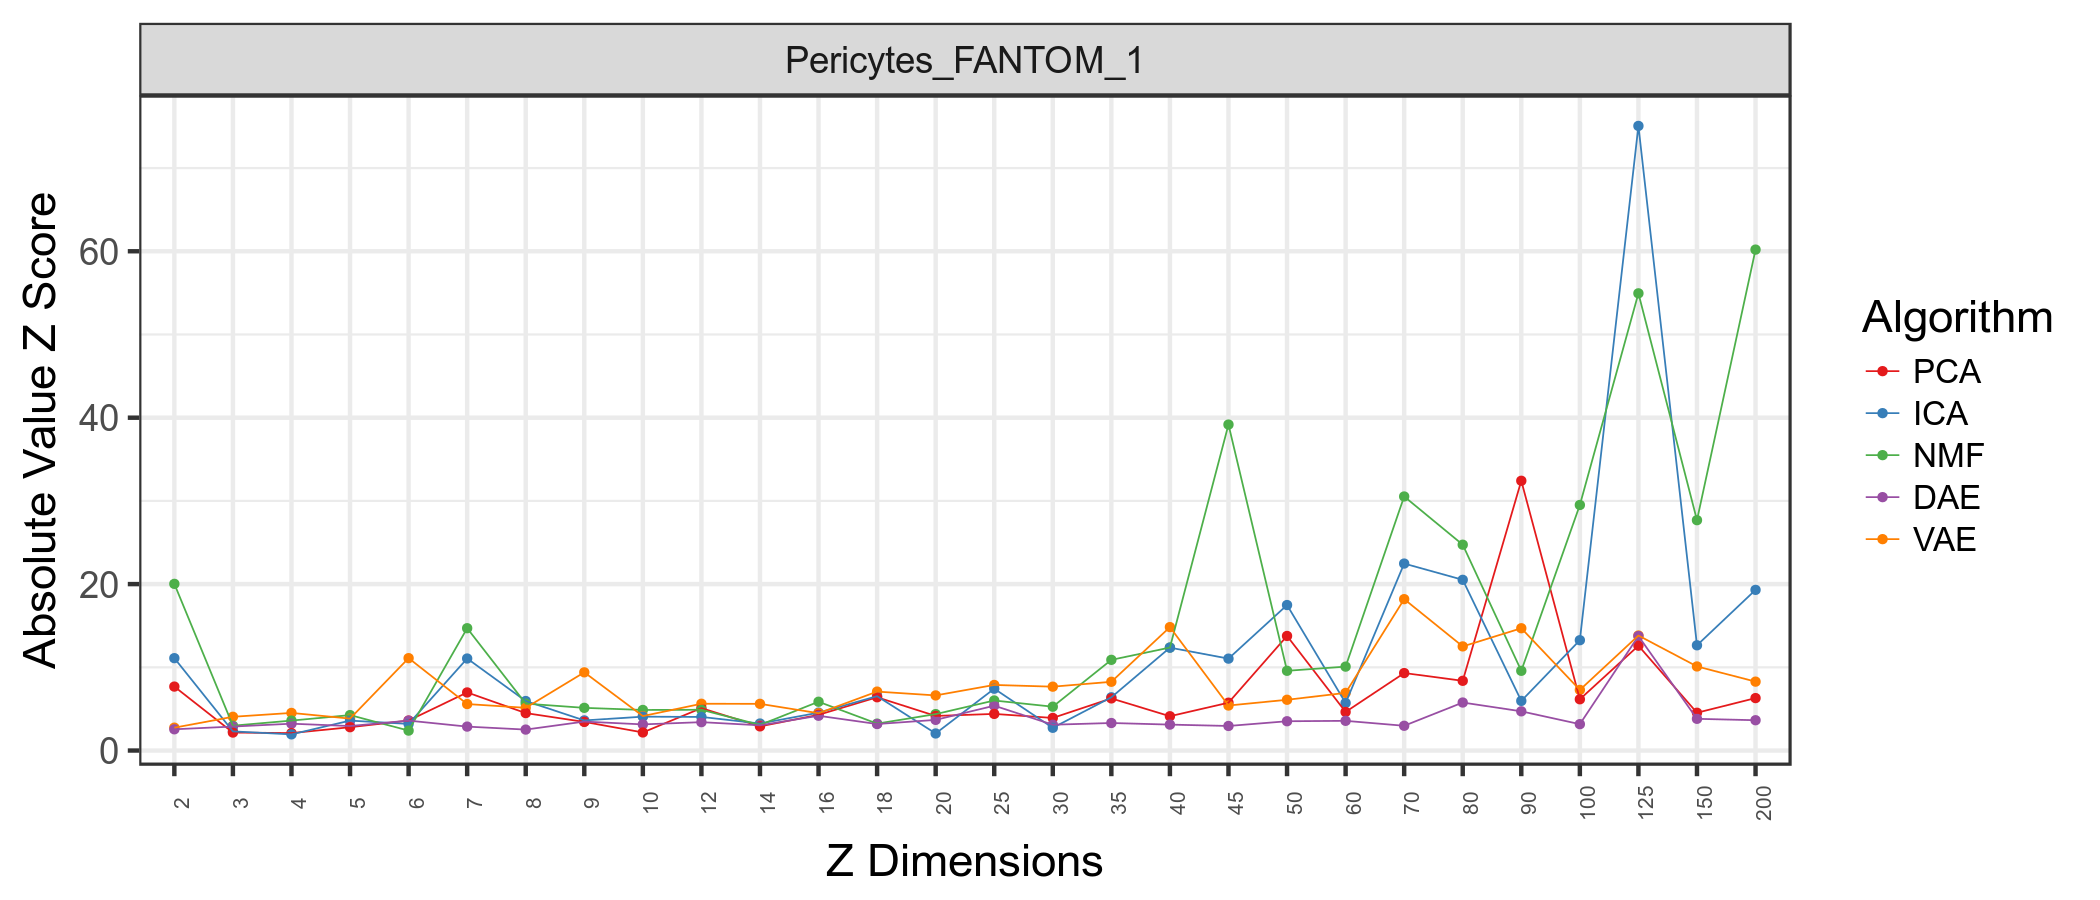 Pericytes_FANTOM_1
Absolute Value Z Score
60
40
20
0
2 3 4 5 6 7 8 9 10 12 14 16 18 20 25 30 35 40 45 50 60 70 80 90 100 125 150 200
Z Dimensions
Algorithm
PCA
ICA
NMF
DAE
VAE